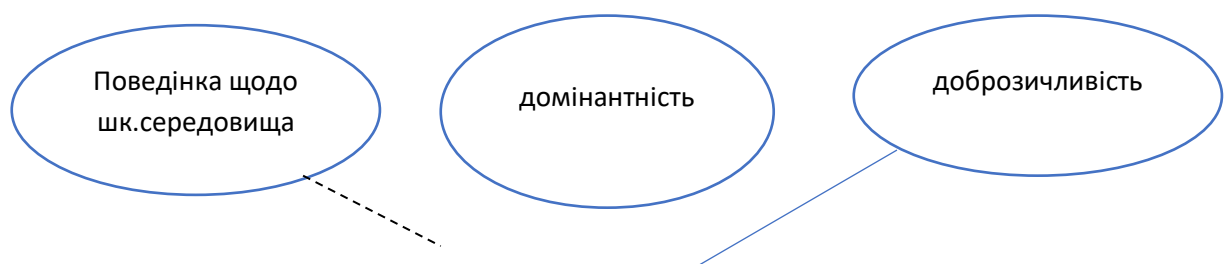 Поведінка щодо
шк.середовища
домінантність
доброзичливість